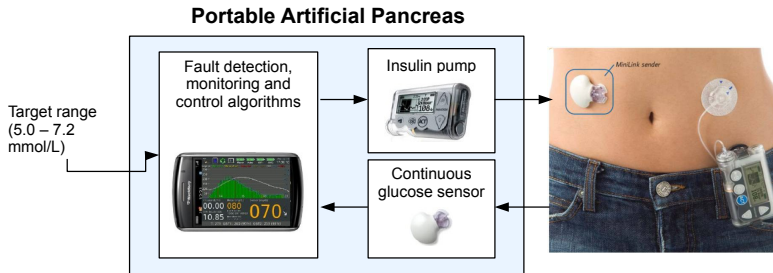 Portable Artificial Pancreas
Fault detection,
monitoring and
control algorithms
Insulin pump
MiniLink sender
Target range
(5.0 – 7.2
mmol/L)
Continuous
glucose sensor
00.00
080
10.85
070